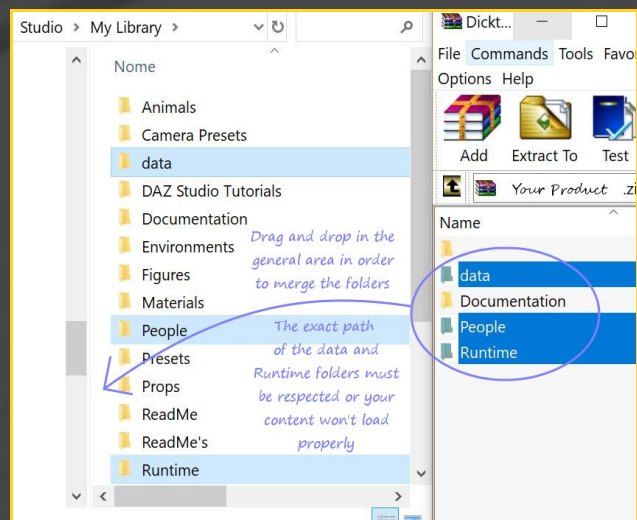 Studio > My Library >
Nome
Animals
Camera Presets
data
DAZ Studio Tutorials
Documentation
Environments
Figures
Materials
People
Presets
Props
ReadMe
ReadMe's
Runtime
Drag and drop in the
general area in order
to merge the folders
The exact path
of the data and
Runtime folders must
be respected or your
content won't load
properly
Dickt...
File Commands Tools Favo
Options Help
Add Extract To Test
Your Product .zi
Name
..
data
Documentation
People
Runtime